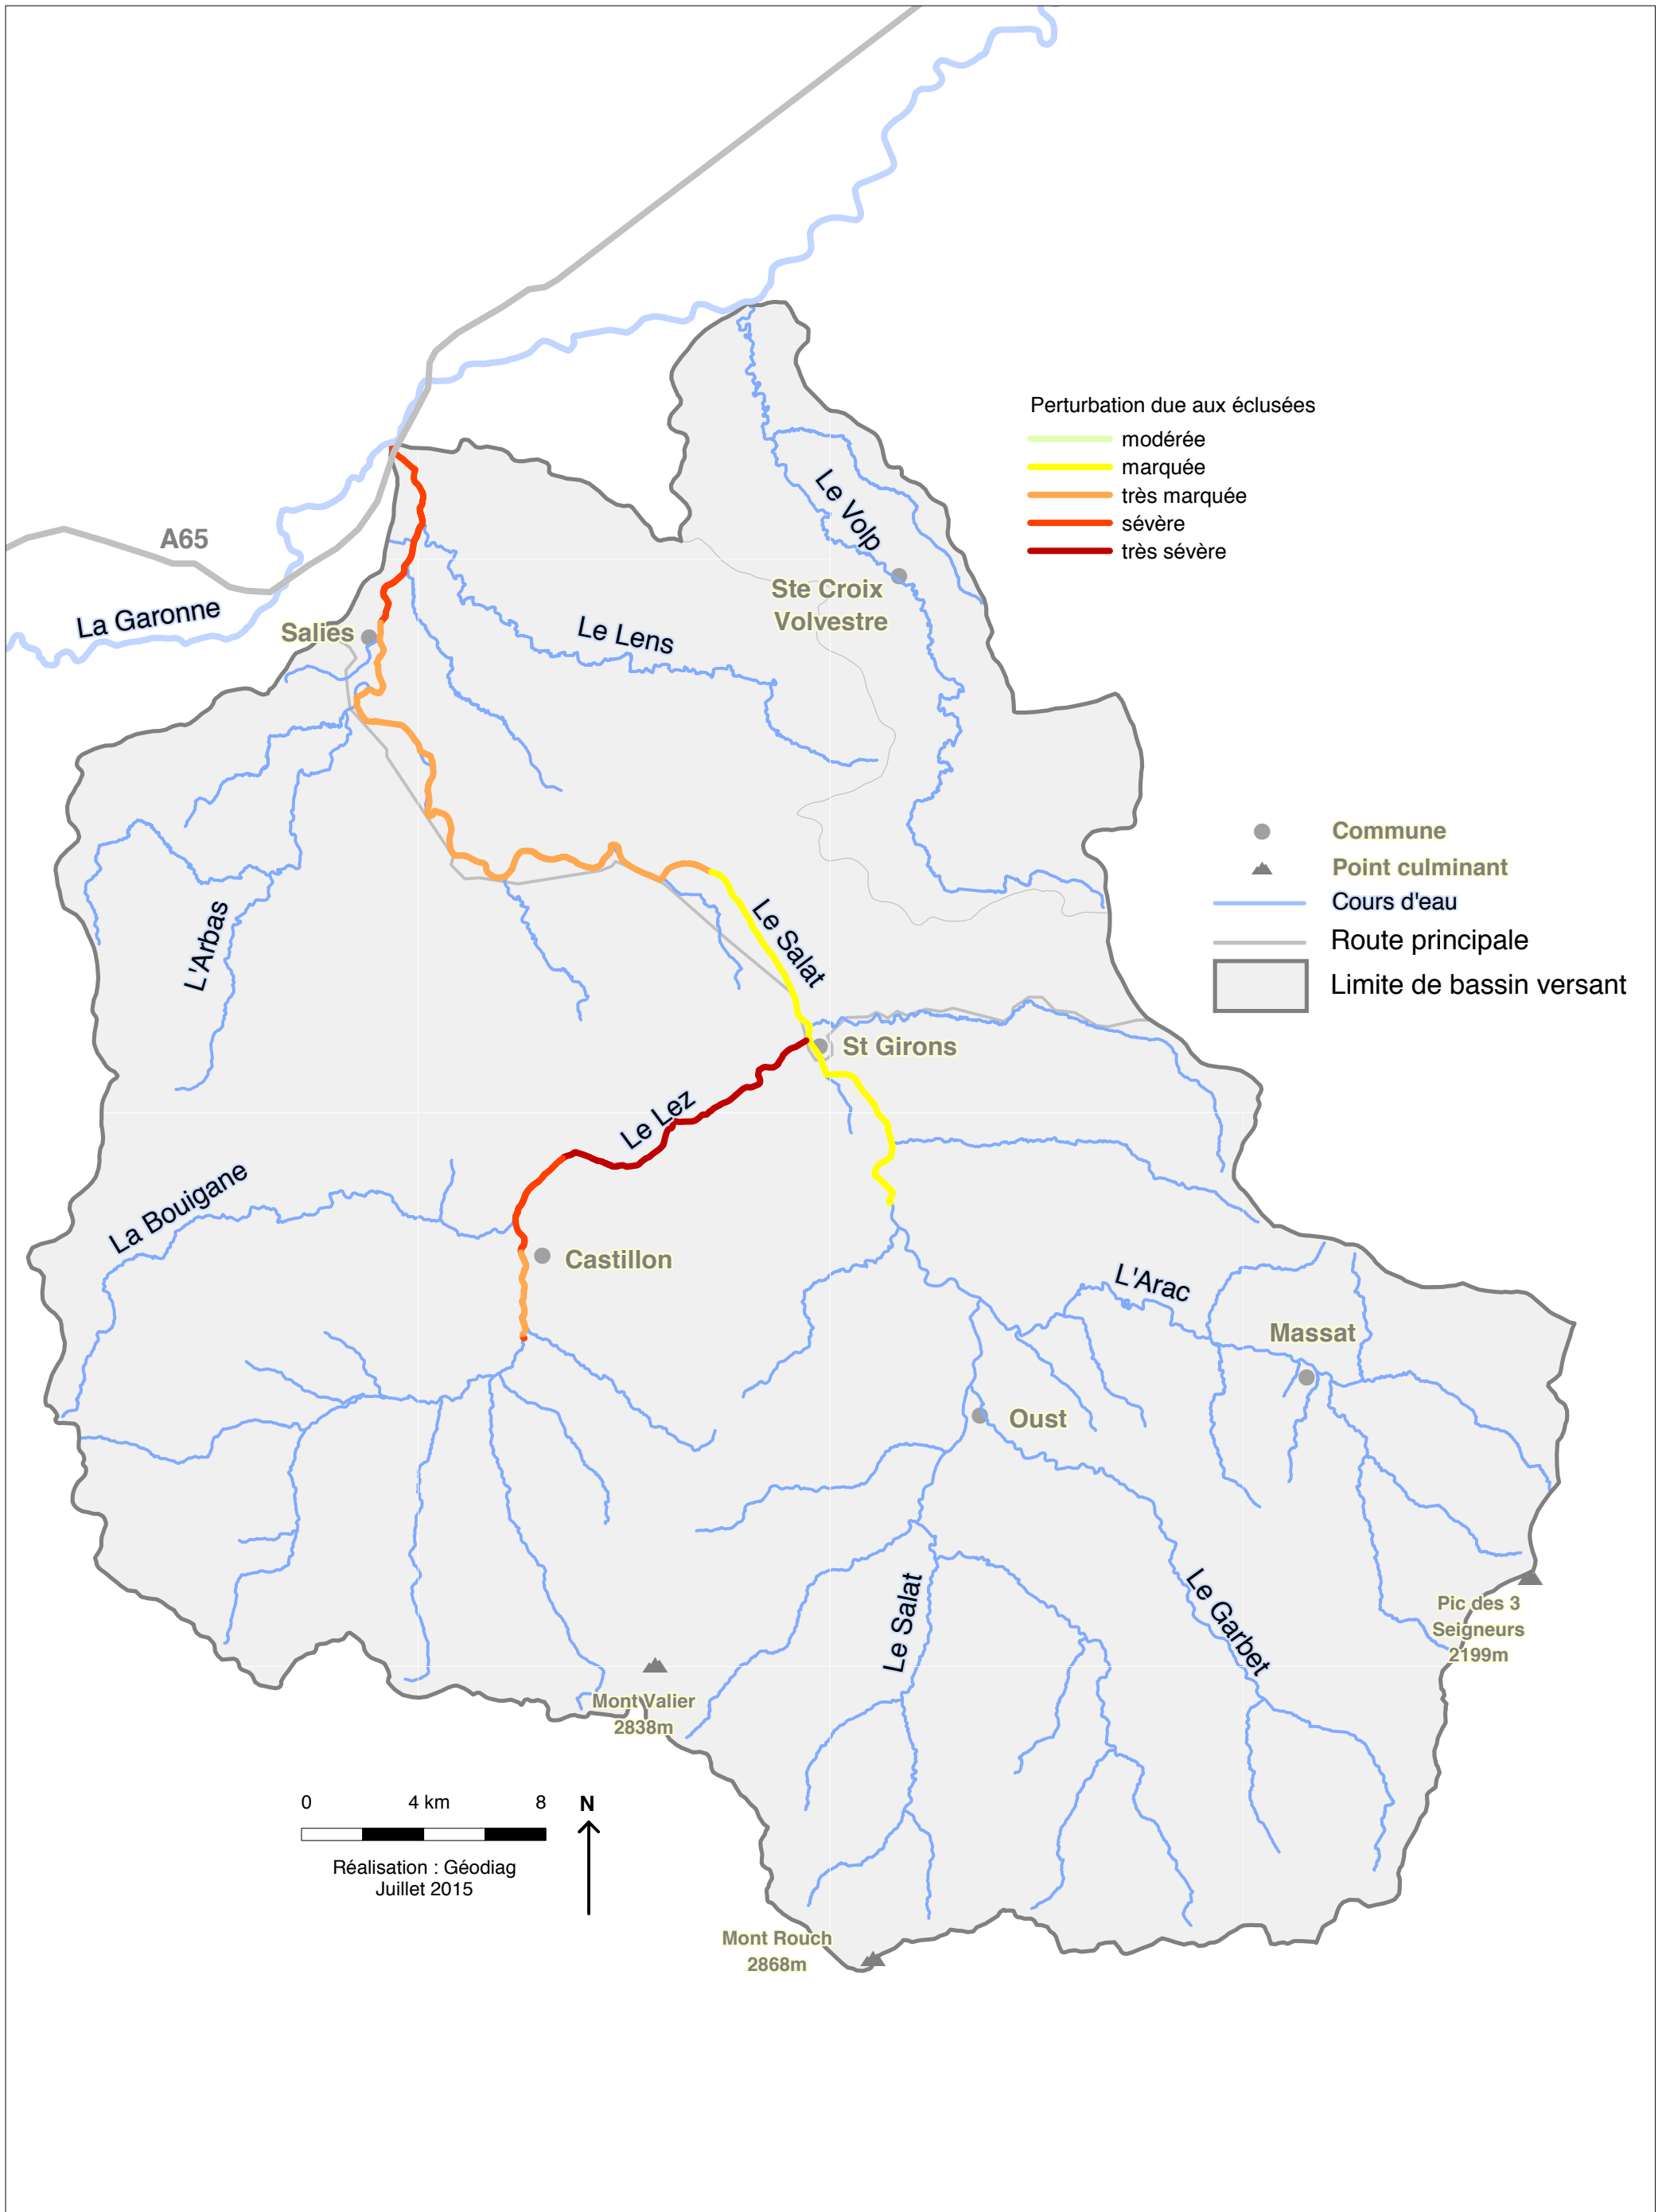 Perturbation due aux éclusées
modérée
marquée
très marquée
sévère
très sévère
Le Volp
A65
Ste Croix
Volvestre
La Garonne
Salies
Le Lens
Commune
Point culminant
Cours d'eau
Route principale
Limite de bassin versant
L'Arbas
Le Salat
St Girons
Le Lez
La Bouigane
Castillon
L'Arac
Massat
Oust
Le Salat
Le Garbet
Pic des 3
Seigneurs
2199m
Mont Valier
2838m
0 4 km 8
N
Réalisation : Géodiag
Juillet 2015
Mont Rouch
2868m